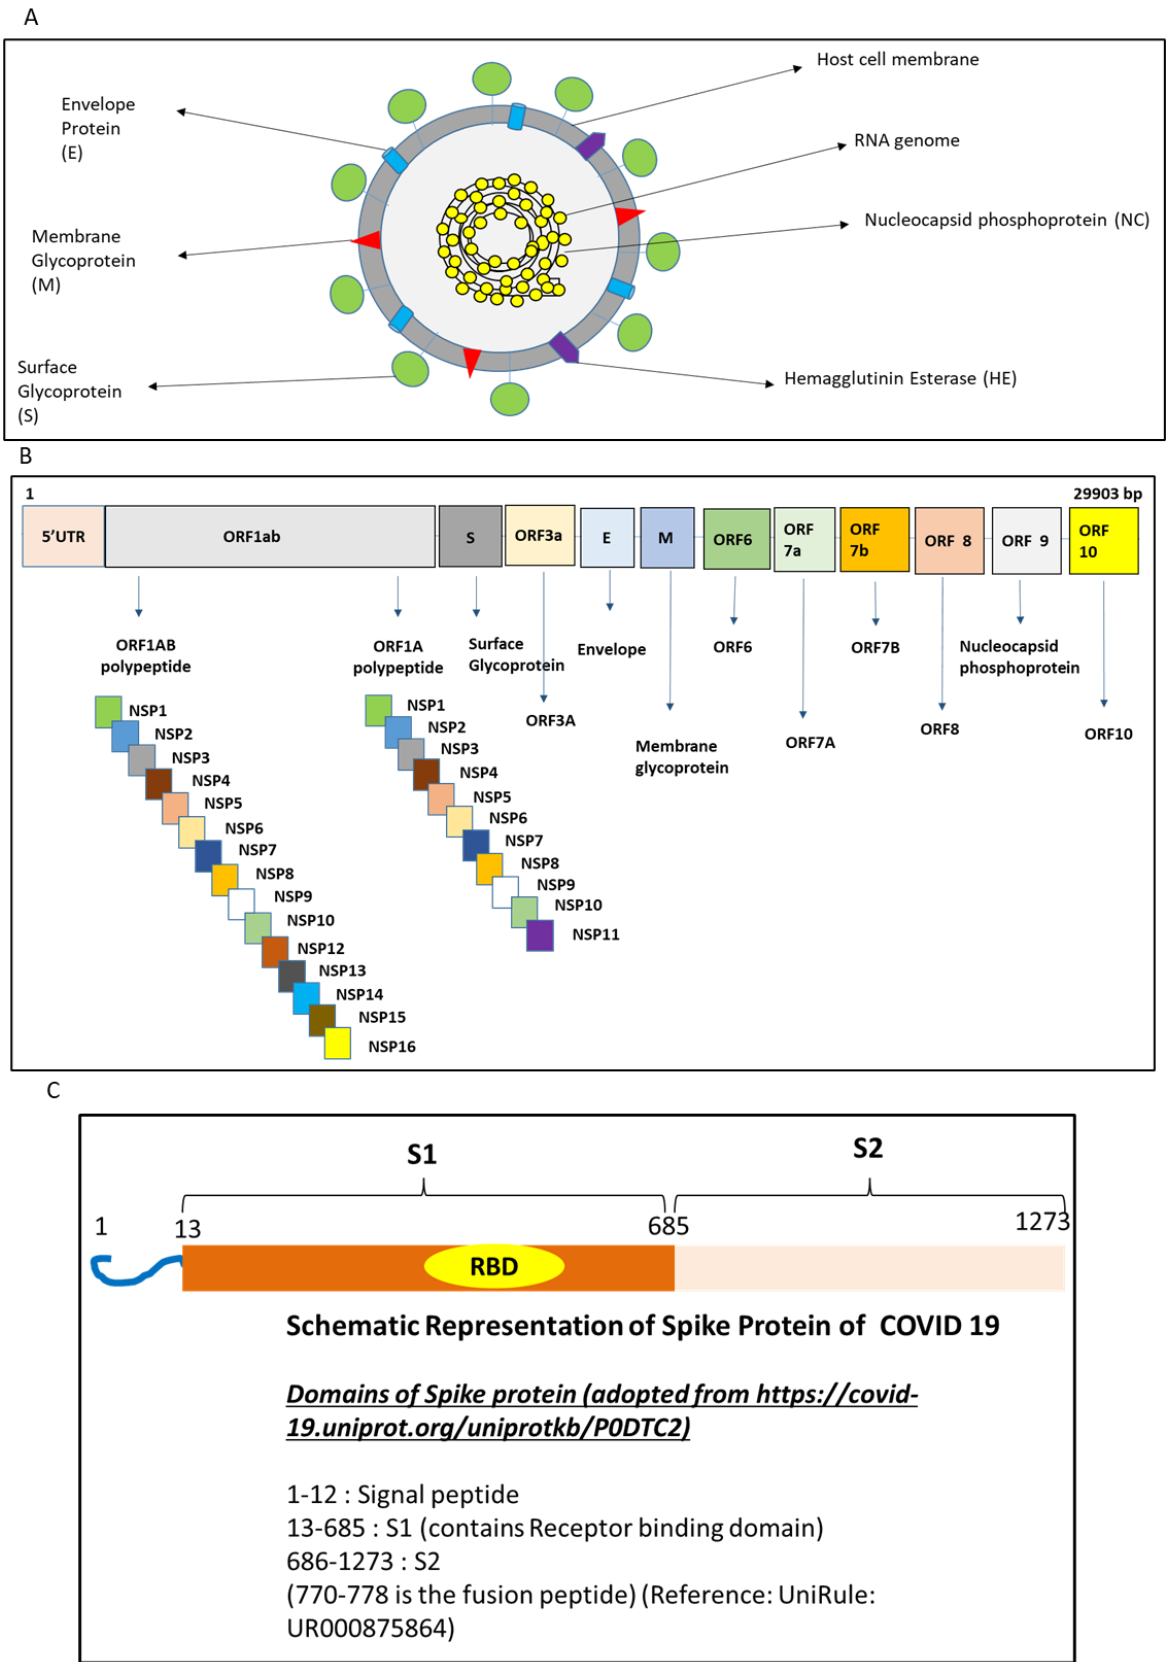 A
Host cell membrane
Envelope
Protein
(E)
RNA genome
Nucleocapsid phosphoprotein (NC)
Membrane
Glycoprotein
(M)
Surface
Glycoprotein
(S)
Hemagglutinin Esterase (HE)
B
1
29903 bp
5'UTR
ORF1ab
S
ORF3a
E
M
ORF6
ORF
7a
ORF
7b
ORF 8
ORF 9
ORF
10
ORF1AB
polypeptide
ORF1A
polypeptide
Surface
Glycoprotein
ORF3A
Envelope
Membrane
glycoprotein
ORF6
ORF7A
ORF7B
ORF8
Nucleocapsid
phosphoprotein
ORF10
NSP1
NSP2
NSP3
NSP4
NSP5
NSP6
NSP7
NSP8
NSP9
NSP10
NSP12
NSP13
NSP14
NSP15
NSP16
NSP1
NSP2
NSP3
NSP4
NSP5
NSP6
NSP7
NSP8
NSP9
NSP10
NSP11
C
S1
S2
1
13
685
1273
RBD
Schematic Representation of Spike Protein of COVID 19
Domains of Spike protein (adopted from https://covid-
19.uniprot.org/uniprotkb/P0DTC2)
1-12 : Signal peptide
13-685 : S1 (contains Receptor binding domain)
686-1273 : S2
(770-778 is the fusion peptide) (Reference: UniRule:
UR000875864)